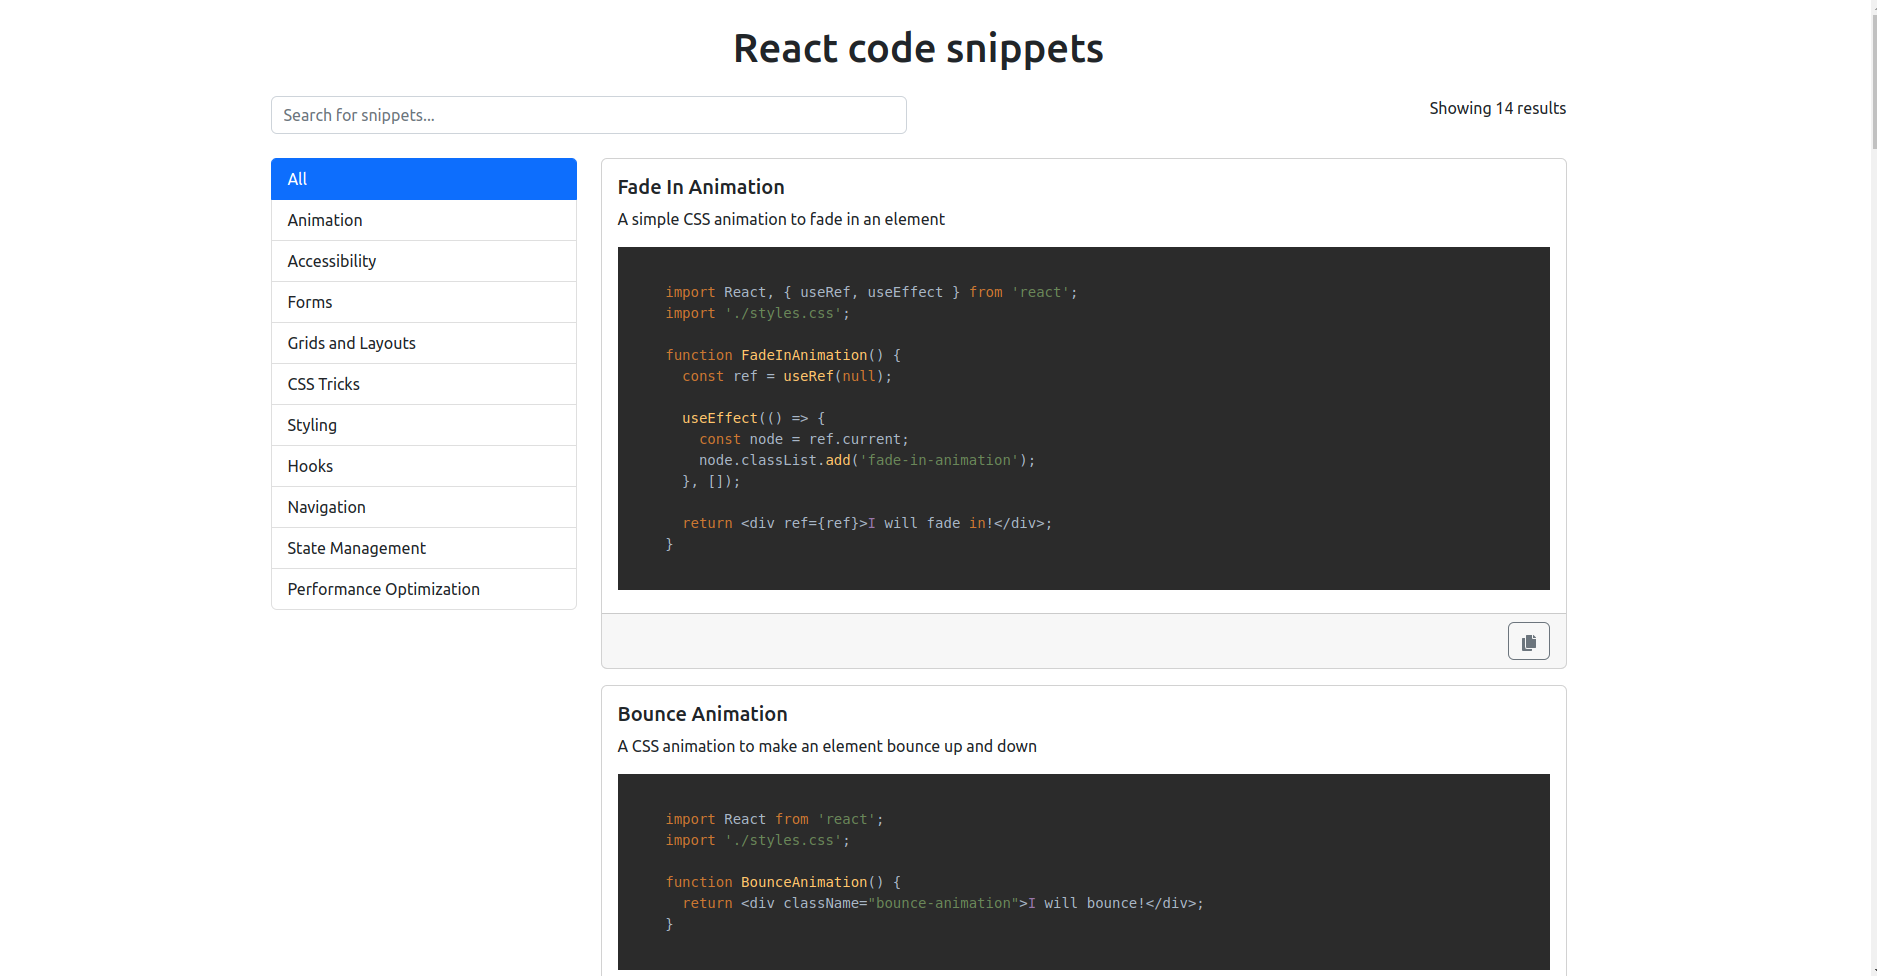 React code snippets
Search for snippets...
Showing 14 results
All
Animation
Accessibility
Forms
Grids and Layouts
CSS Tricks
Styling
Hooks
Navigation
State Management
Performance Optimization
Fade In Animation
A simple CSS animation to fade in an element
import React, { useRef, useEffect } from 'react';
import './styles.css';
function FadeInAnimation() {
const ref = useRef(null);
useEffect(() => {
const node = ref.current;
node.classList.add('fade-in-animation');
}, []);
return <div ref={ref}>I will fade in!</div>;
}
Bounce Animation
A CSS animation to make an element bounce up and down
import React from 'react';
import './styles.css';
function BounceAnimation() {
return <div className="bounce-animation">I will bounce!</div>;
}